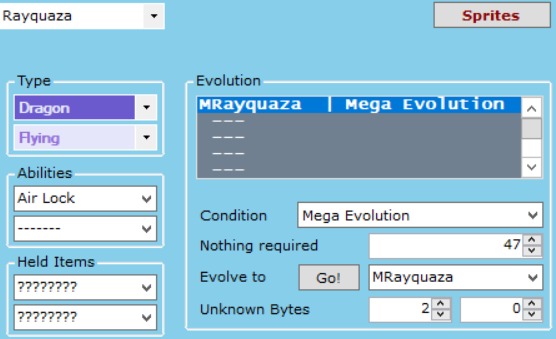 Rayquaza
Sprites
Type
Dragon
Flying
Abilities
Air Lock
-------
Held Items
????????
????????
Evolution
MRayquaza | Mega Evolution
---
---
---
---
Condition Mega Evolution
Nothing required 47
Evolve to Go! MRayquaza
Unknown Bytes 2 0